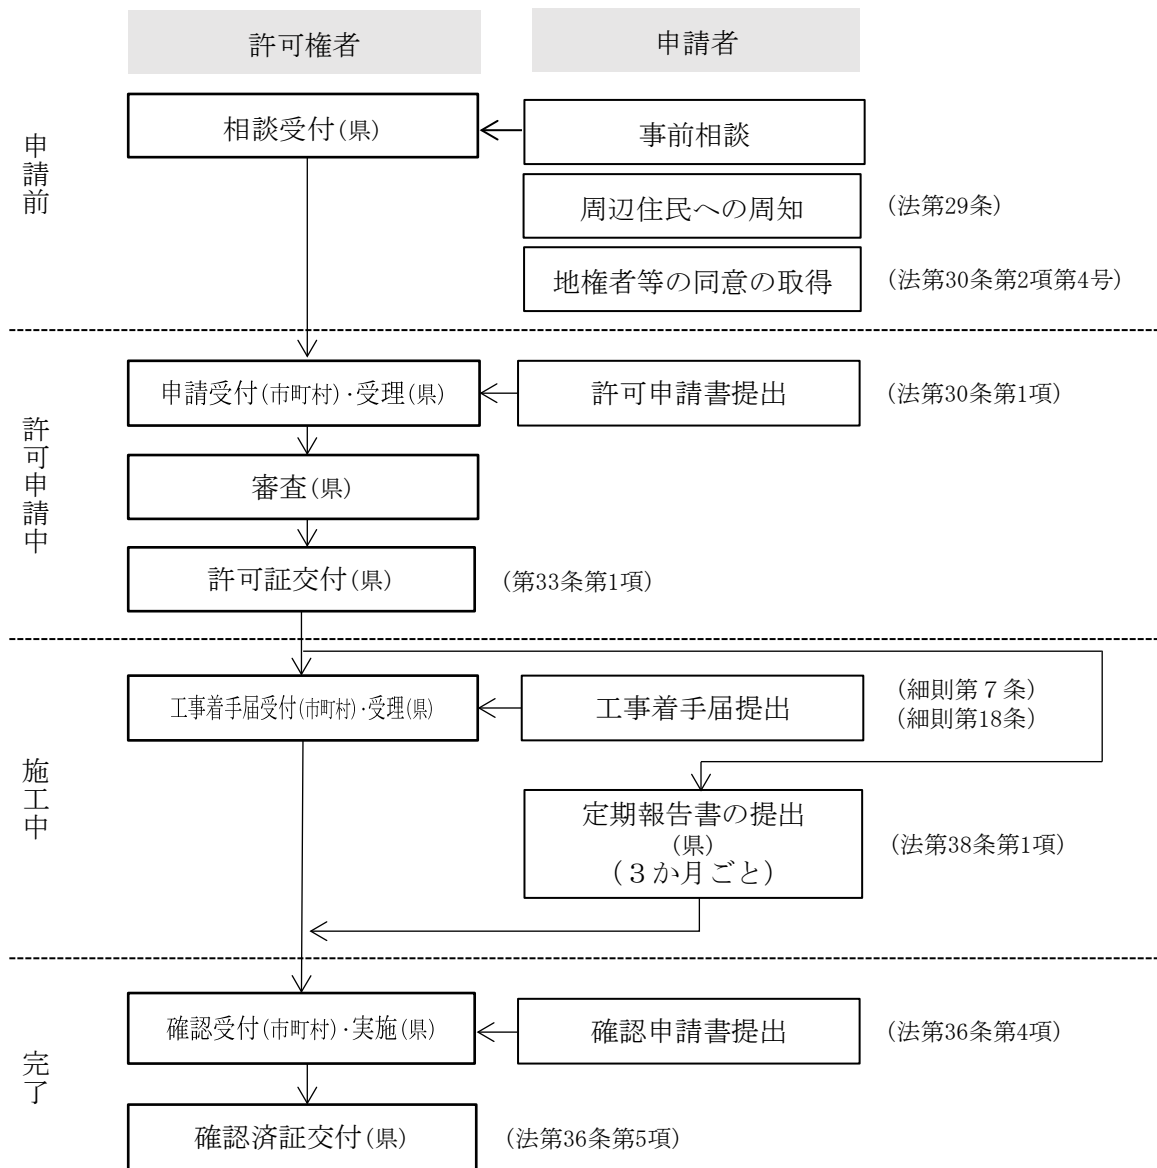 許可権者
申請者
申請前
相談受付(県)
事前相談
周辺住民への周知
(法第29条)
地権者等の同意の取得
(法第30条第2項第4号)
許可申請中
申請受付(市町村)・受理(県)
許可申請書提出
(法第30条第1項)
審査(県)
許可証交付(県)
(第33条第1項)
施工中
工事着手届受付(市町村)・受理(県)
工事着手届提出
(細則第７条)
(細則第18条)
定期報告書の提出
(県)
(３か月ごと)
(法第38条第1項)
完了
確認受付(市町村)・実施(県)
確認申請書提出
(法第36条第4項)
確認済証交付(県)
(法第36条第5項)